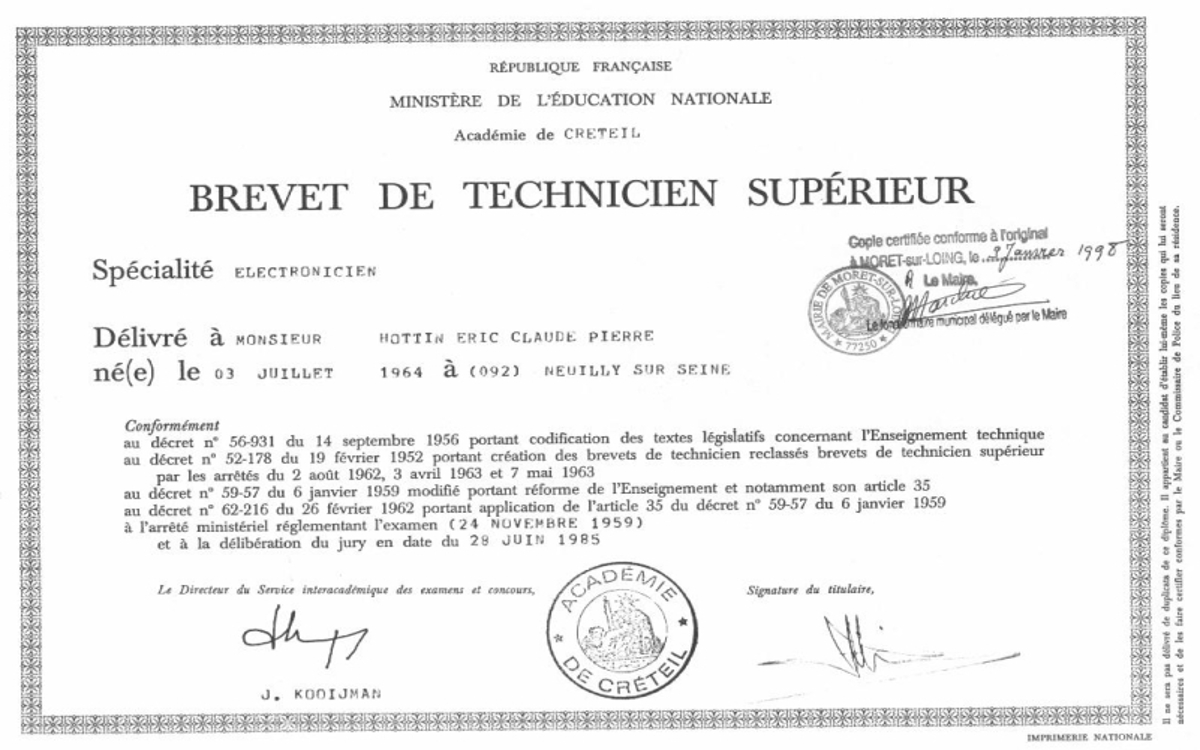 RÉPUBLIQUE FRANÇAISE
MINISTÈRE DE L'ÉDUCATION NATIONALE
Académie de CRETEIL
BREVET DE TECHNICIEN SUPÉRIEUR
Copie certifiée conforme à l'original
à MORET-sur-LOING, le Janvier 1998
Le Maire,
Le fonctionnaire municipal délégué par le Maire
MAIRIE DE MORET-SUR-LOING
77250
Spécialité ELECTRONICIEN
Délivré à MONSIEUR HOTTIN ERIC CLAUDE PIERRE
né(e) le 03 JUILLET 1964 à (092) NEUILLY SUR SEINE
Conformément
au décret n° 56-931 du 14 septembre 1956 portant codification des textes législatifs concernant l'Enseignement technique
au décret n° 52-178 du 19 février 1952 portant création des brevets de technicien reclassés brevets de technicien supérieur
par les arrêtés du 2 août 1962, 3 avril 1963 et 7 mai 1963
au décret n° 59-57 du 6 janvier 1959 modifié portant réforme de l'Enseignement et notamment son article 35
au décret n° 62-216 du 26 février 1962 portant application de l'article 35 du décret n° 59-57 du 6 janvier 1959
à l'arrêté ministériel réglementant l'examen (24 NOVEMBRE 1959)
et à la délibération du jury en date du 28 JUIN 1985
Le Directeur du Service interacadémique des examens et concours,
Signature du titulaire,
ACADÉMIE
DE CRÉTEIL
J. KOOIJMAN
IMPRIMERIE NATIONALE
Il ne sera pas délivré de duplicata de ce diplôme. Il appartient au candidat d'établir lui-même les copies qui lui seront
nécessaires et de les faire certifier conformes par le Maire ou le Commissaire de Police du lieu de sa résidence.